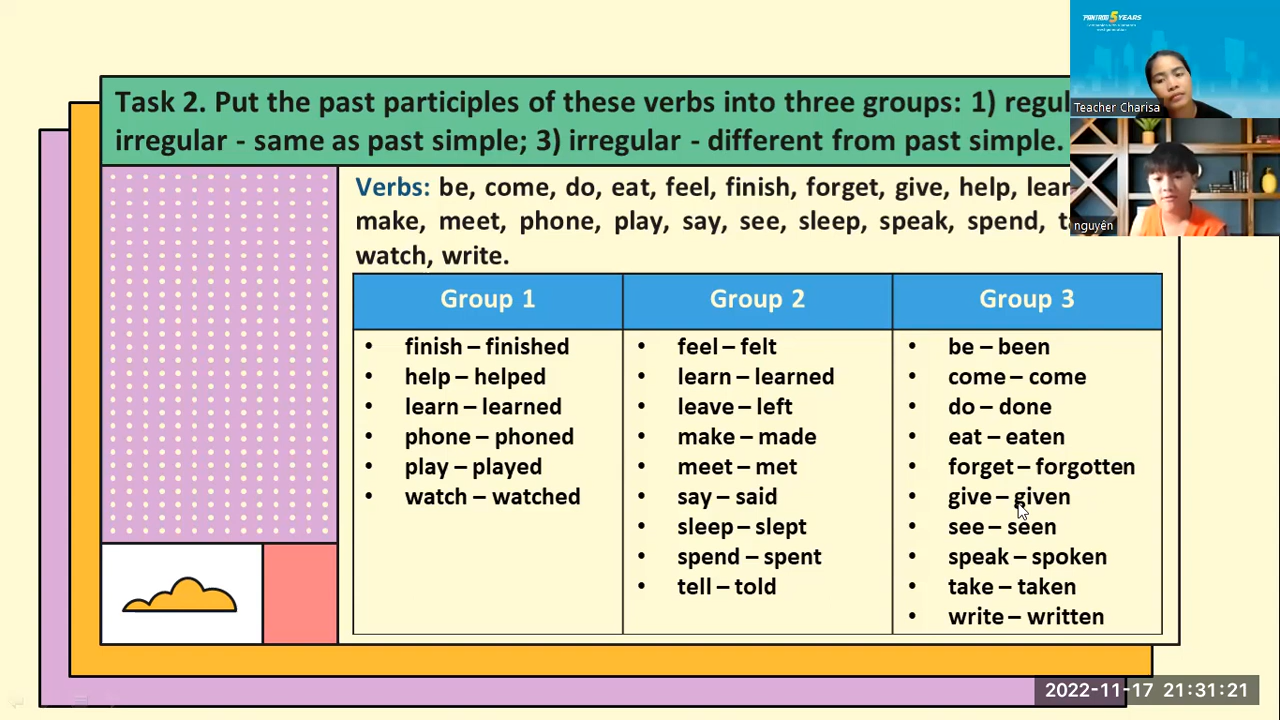 5 YEARS
Teacher Charisa
nguyên
Task 2. Put the past participles of these verbs into three groups: 1)
irregular - same as past simple; 3) irregular - different from past simple.
Verbs: be, come, do, eat, feel, finish, forget, give, help,
make, meet, phone, play, say, see, sleep, speak, spend,
watch, write.
Group 1
finish – finished
help – helped
learn – learned
phone – phoned
play – played
watch – watched
Group 2
feel – felt
learn – learned
leave – left
make – made
meet – met
say – said
sleep – slept
spend – spent
tell – told
Group 3
be – been
come – come
do – done
eat – eaten
forget – forgotten
give – given
see – seen
speak – spoken
take – taken
write – written
2022-11-17 21:31:21